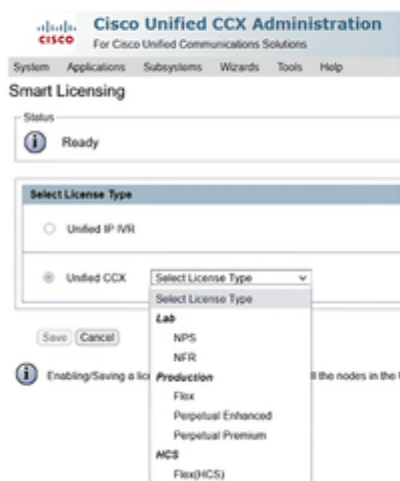 cisco
Cisco Unified CCX Administration
For Cisco Unified Communications Solutions
System Applications Subsystems Wizards Tools Help
Smart Licensing
Status
Ready
Select License Type
Unified IP IVR
Unified CCX Select License Type
Select License Type
Lab
NPS
NFR
Production
Flex
Perpetual Enhanced
Perpetual Premium
HCS
Flex(HCS)
Save Cancel
Enabling/Saving a lic ll the nodes in the